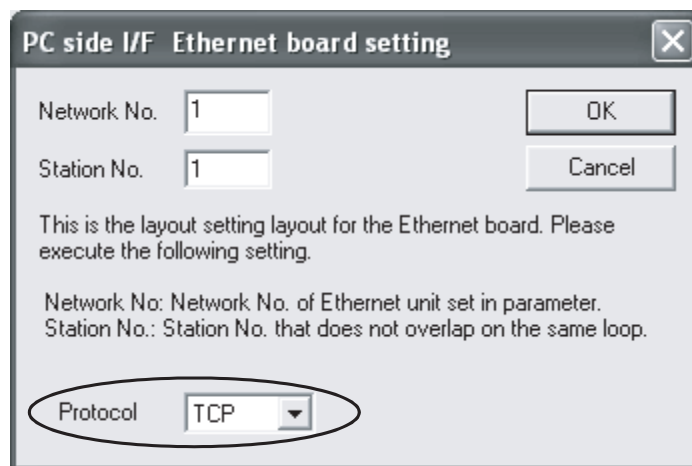 PC side I/F Ethernet board setting
Network No. 1 OK
Station No. 1 Cancel
This is the layout setting layout for the Ethernet board. Please
execute the following setting.
Network No: Network No. of Ethernet unit set in parameter.
Station No.: Station No. that does not overlap on the same loop.
Protocol TCP